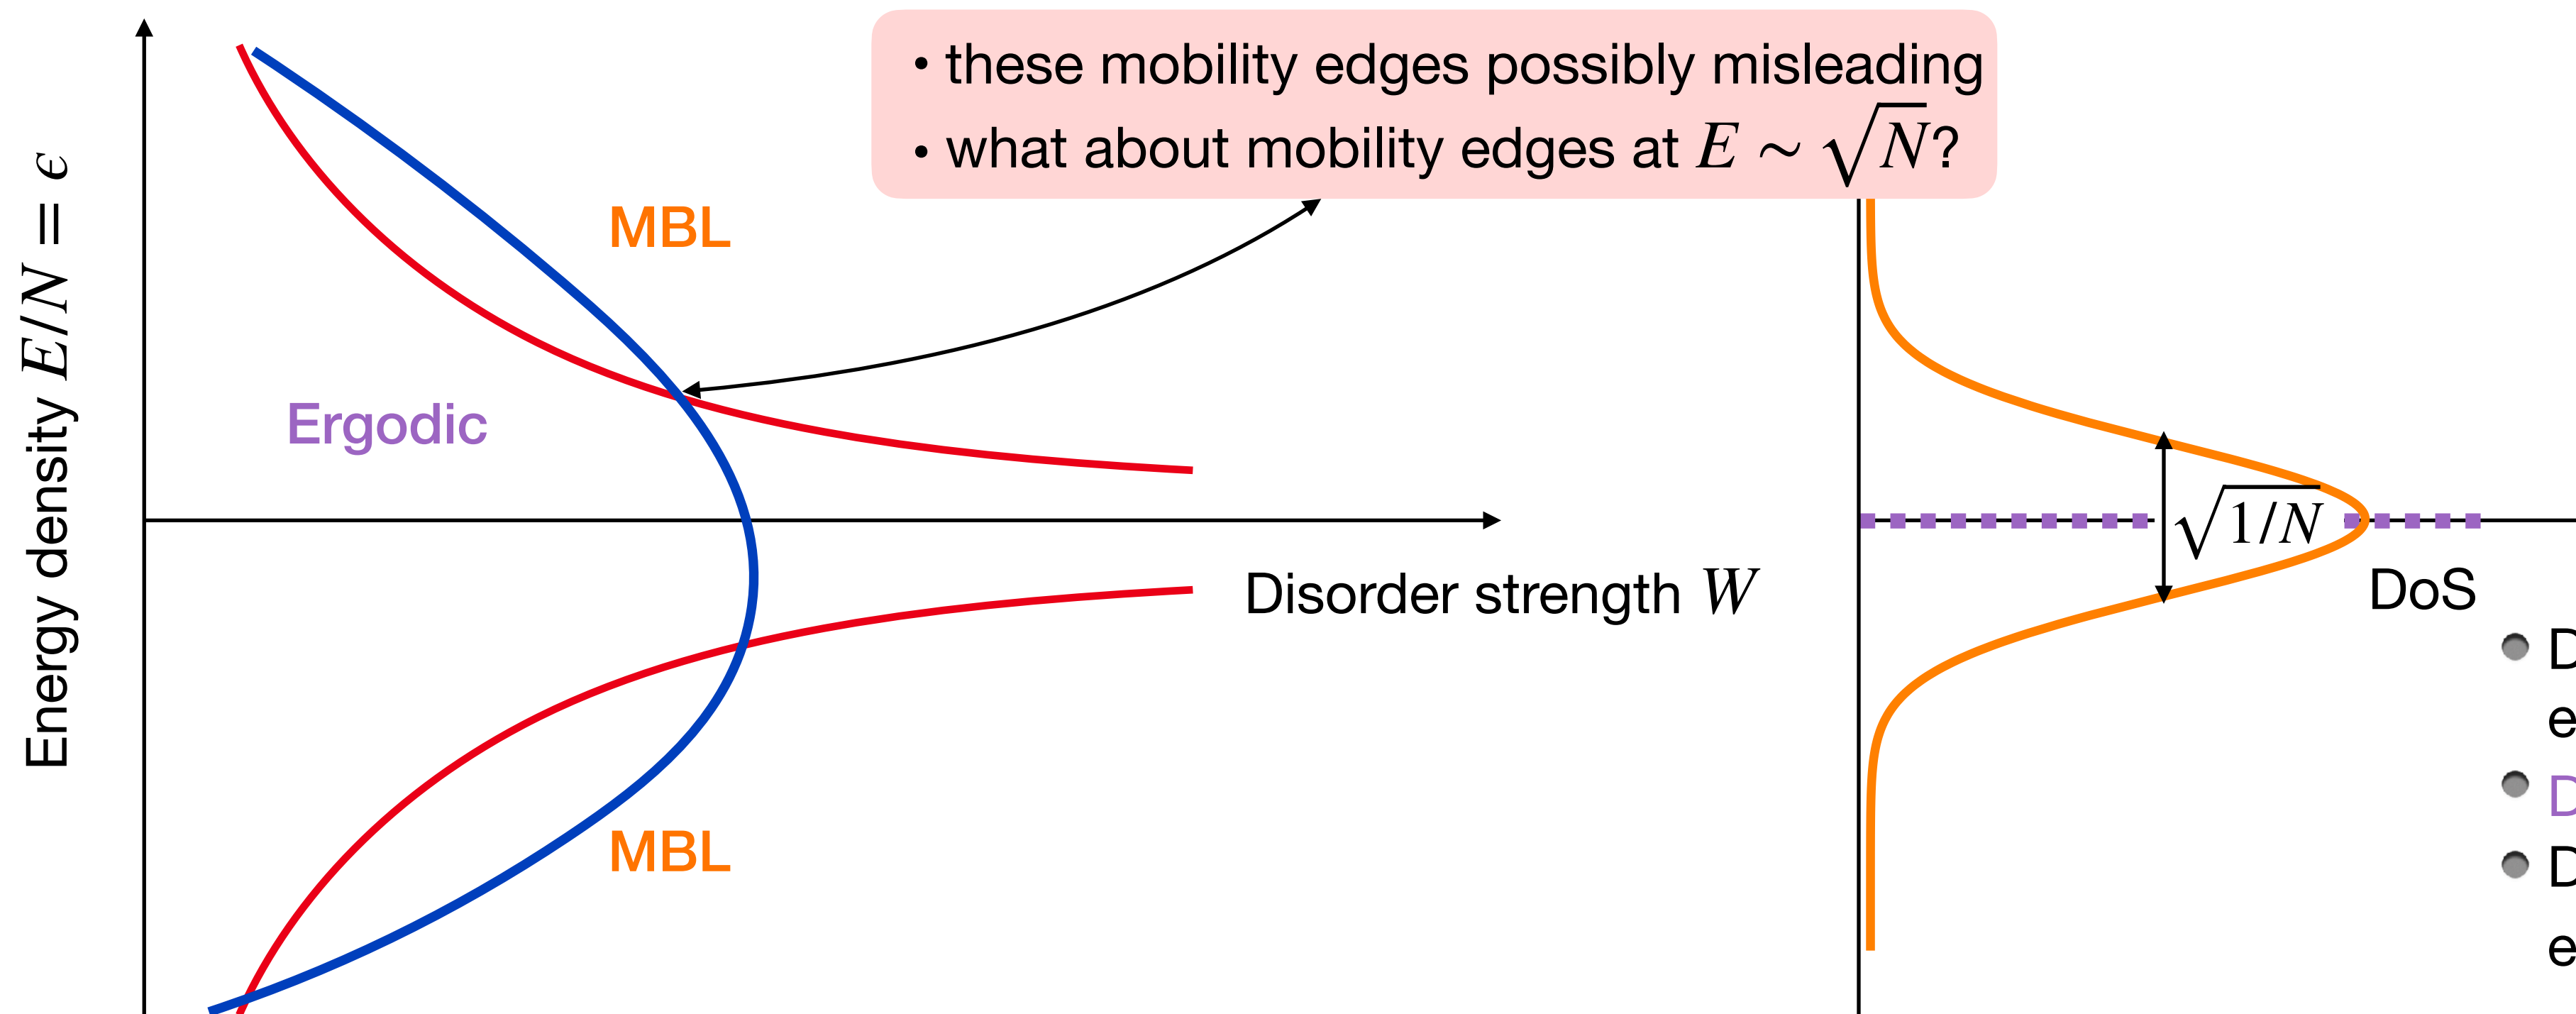 • these mobility edges possibly misleading
• what about mobility edges at E ~ √N?
Energy density E/N = ϵ
MBL
Ergodic
√1/N
Disorder strength W
DoS
MBL
D
e
D
D
e